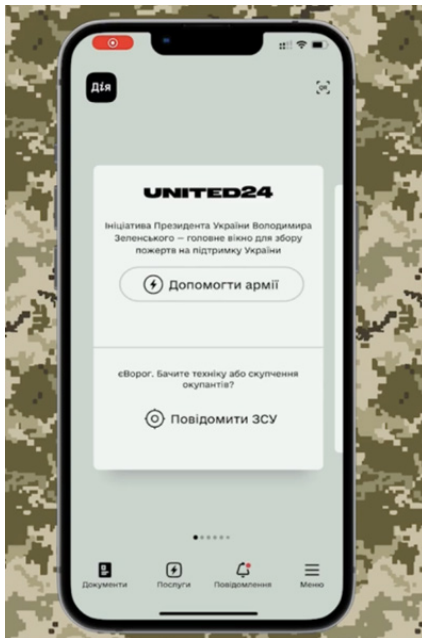 Дія
UNITED24
Ініціатива Президента України Володимира
Зеленського — головне вікно для збору
пожертв на підтримку України
Допомогти армії
єВорог. Бачите техніку або скупчення
окупантів?
Повідомити ЗСУ
Документи
Послуги
Повідомлення
Меню